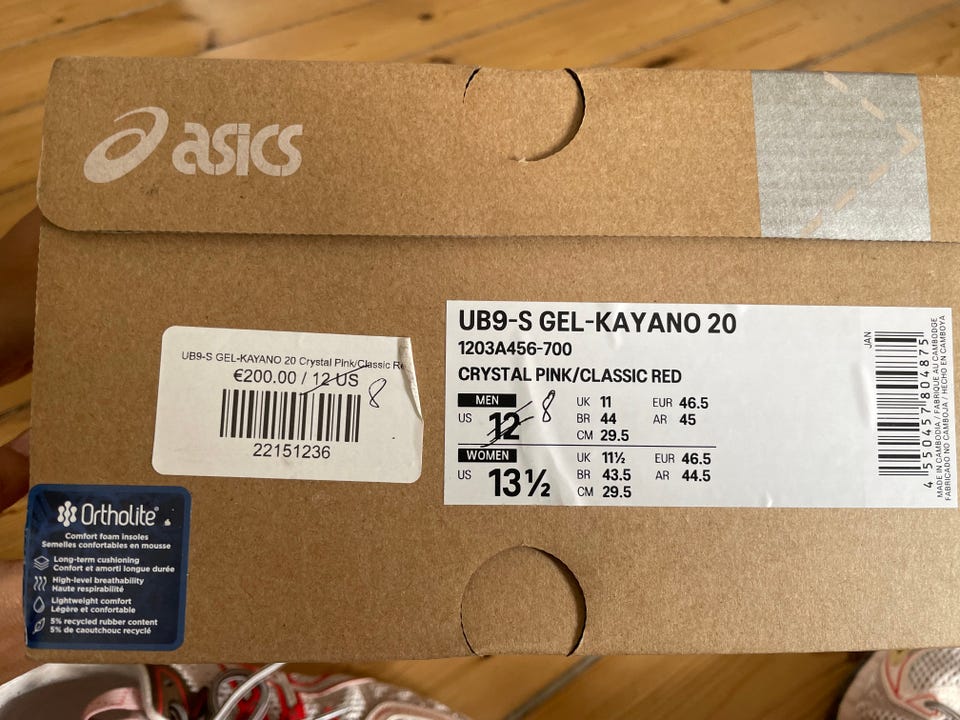 asics
UB9-S GEL-KAYANO 20 Crystal Pink/Classic
€200.00 / 12 US
8
22151236
UB9-S GEL-KAYANO 20
1203A456-700
CRYSTAL PINK/CLASSIC RED
MEN
US 12 8
UK 11 EUR 46.5
BR 44 AR 45
CM 29.5
WOMEN
US 13½
UK 11½ EUR 46.5
BR 43.5 AR 44.5
CM 29.5
JAN
4550457804875
MADE IN CAMBODIA / FABRIQUE AU CAMBODGE
FABRICADO NO CAMBOJA / HECHO EN CAMBOYA
Ortholite®
Comfort foam insoles
Semelles confortables en mousse
Long-term cushioning
Confort et amorti longue durée
High-level breathability
Haute respirabilité
Lightweight comfort
Légère et confortable
5% recycled rubber content
5% de caoutchouc recyclé